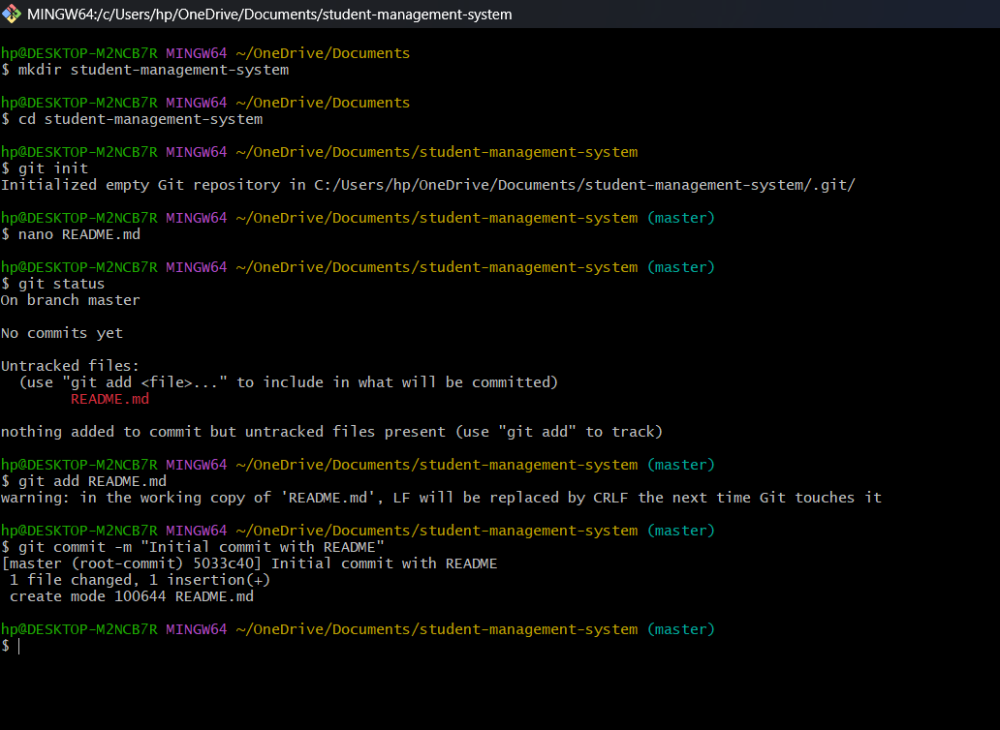 MINGW64:/c/Users/hp/OneDrive/Documents/student-management-system
hp@DESKTOP-M2NCB7R MINGW64 ~/OneDrive/Documents
$ mkdir student-management-system
hp@DESKTOP-M2NCB7R MINGW64 ~/OneDrive/Documents
$ cd student-management-system
hp@DESKTOP-M2NCB7R MINGW64 ~/OneDrive/Documents/student-management-system
$ git init
Initialized empty Git repository in C:/Users/hp/OneDrive/Documents/student-management-system/.git/
hp@DESKTOP-M2NCB7R MINGW64 ~/OneDrive/Documents/student-management-system (master)
$ nano README.md
hp@DESKTOP-M2NCB7R MINGW64 ~/OneDrive/Documents/student-management-system (master)
$ git status
On branch master
No commits yet
Untracked files:
  (use "git add <file>..." to include in what will be committed)
        README.md
nothing added to commit but untracked files present (use "git add" to track)
hp@DESKTOP-M2NCB7R MINGW64 ~/OneDrive/Documents/student-management-system (master)
$ git add README.md
warning: in the working copy of 'README.md', LF will be replaced by CRLF the next time Git touches it
hp@DESKTOP-M2NCB7R MINGW64 ~/OneDrive/Documents/student-management-system (master)
$ git commit -m "Initial commit with README"
[master (root-commit) 5033c40] Initial commit with README
 1 file changed, 1 insertion(+)
 create mode 100644 README.md
hp@DESKTOP-M2NCB7R MINGW64 ~/OneDrive/Documents/student-management-system (master)
$